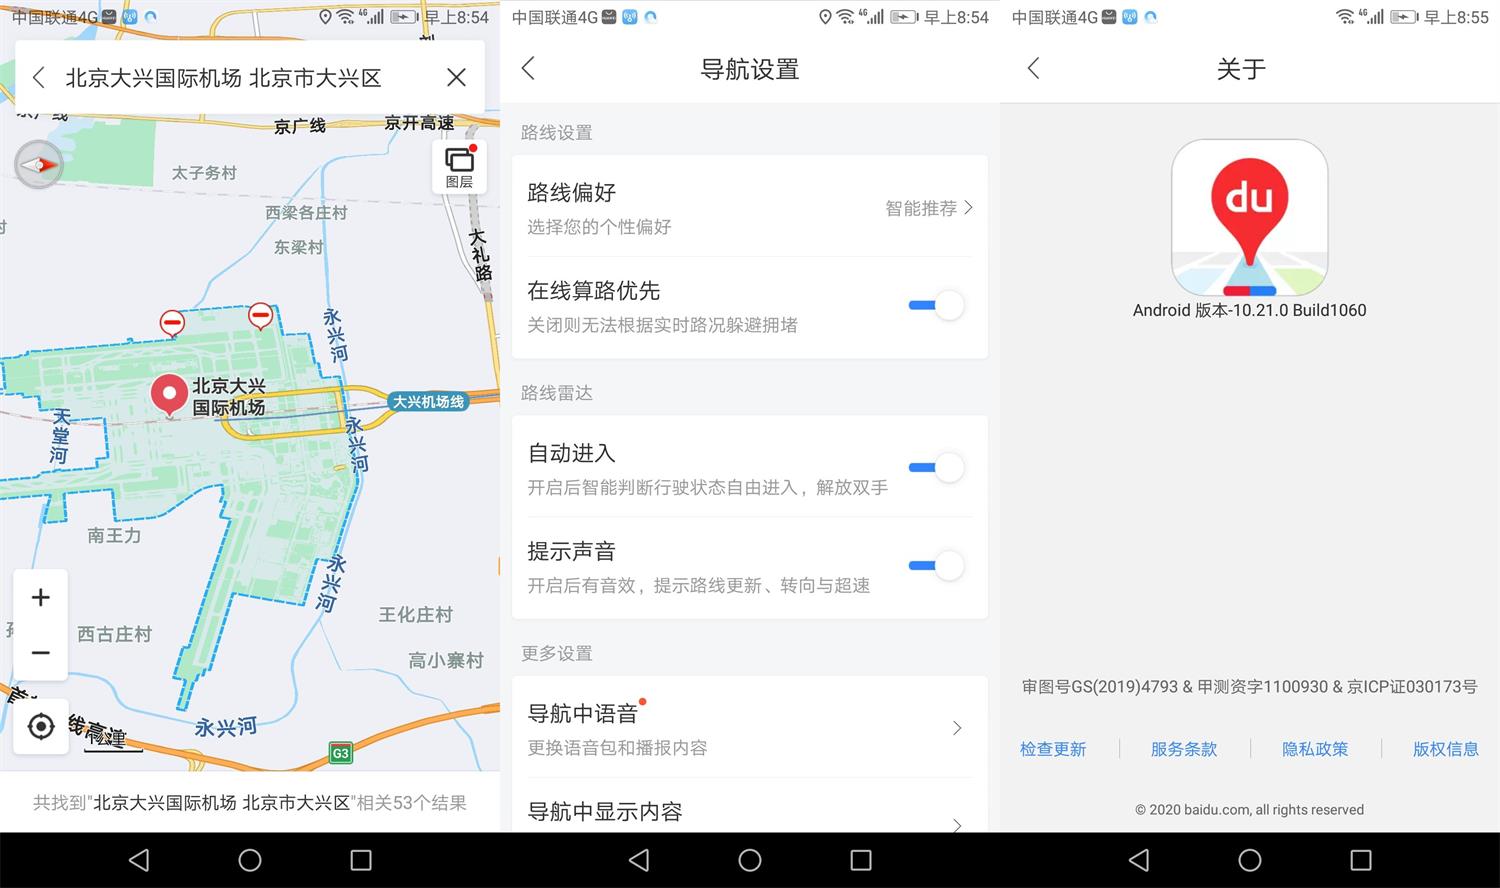 中国联通4G
4G
早上8:54
北京大兴国际机场 北京市大兴区
京广线
京开高速
图层
太子务村
西梁各庄村
东梁村
大礼路
永兴河
北京大兴
国际机场
大兴机场线
天堂河
永兴河
南王力
永兴河
王化庄村
西古庄村
高小寨村
永兴河
线高速
1公里
G3
共找到"北京大兴国际机场 北京市大兴区"相关53个结果
中国联通4G
4G
早上8:54
导航设置
路线设置
路线偏好
选择您的个性偏好
智能推荐
在线算路优先
关闭则无法根据实时路况躲避拥堵
路线雷达
自动进入
开启后智能判断行驶状态自由进入，解放双手
提示声音
开启后有音效，提示路线更新、转向与超速
更多设置
导航中语音
更换语音包和播报内容
导航中显示内容
中国联通4G
4G
早上8:55
关于
du
Android 版本-10.21.0 Build1060
审图号GS(2019)4793 & 甲测资字1100930 & 京ICP证030173号
检查更新
服务条款
隐私政策
版权信息
© 2020 baidu.com, all rights reserved